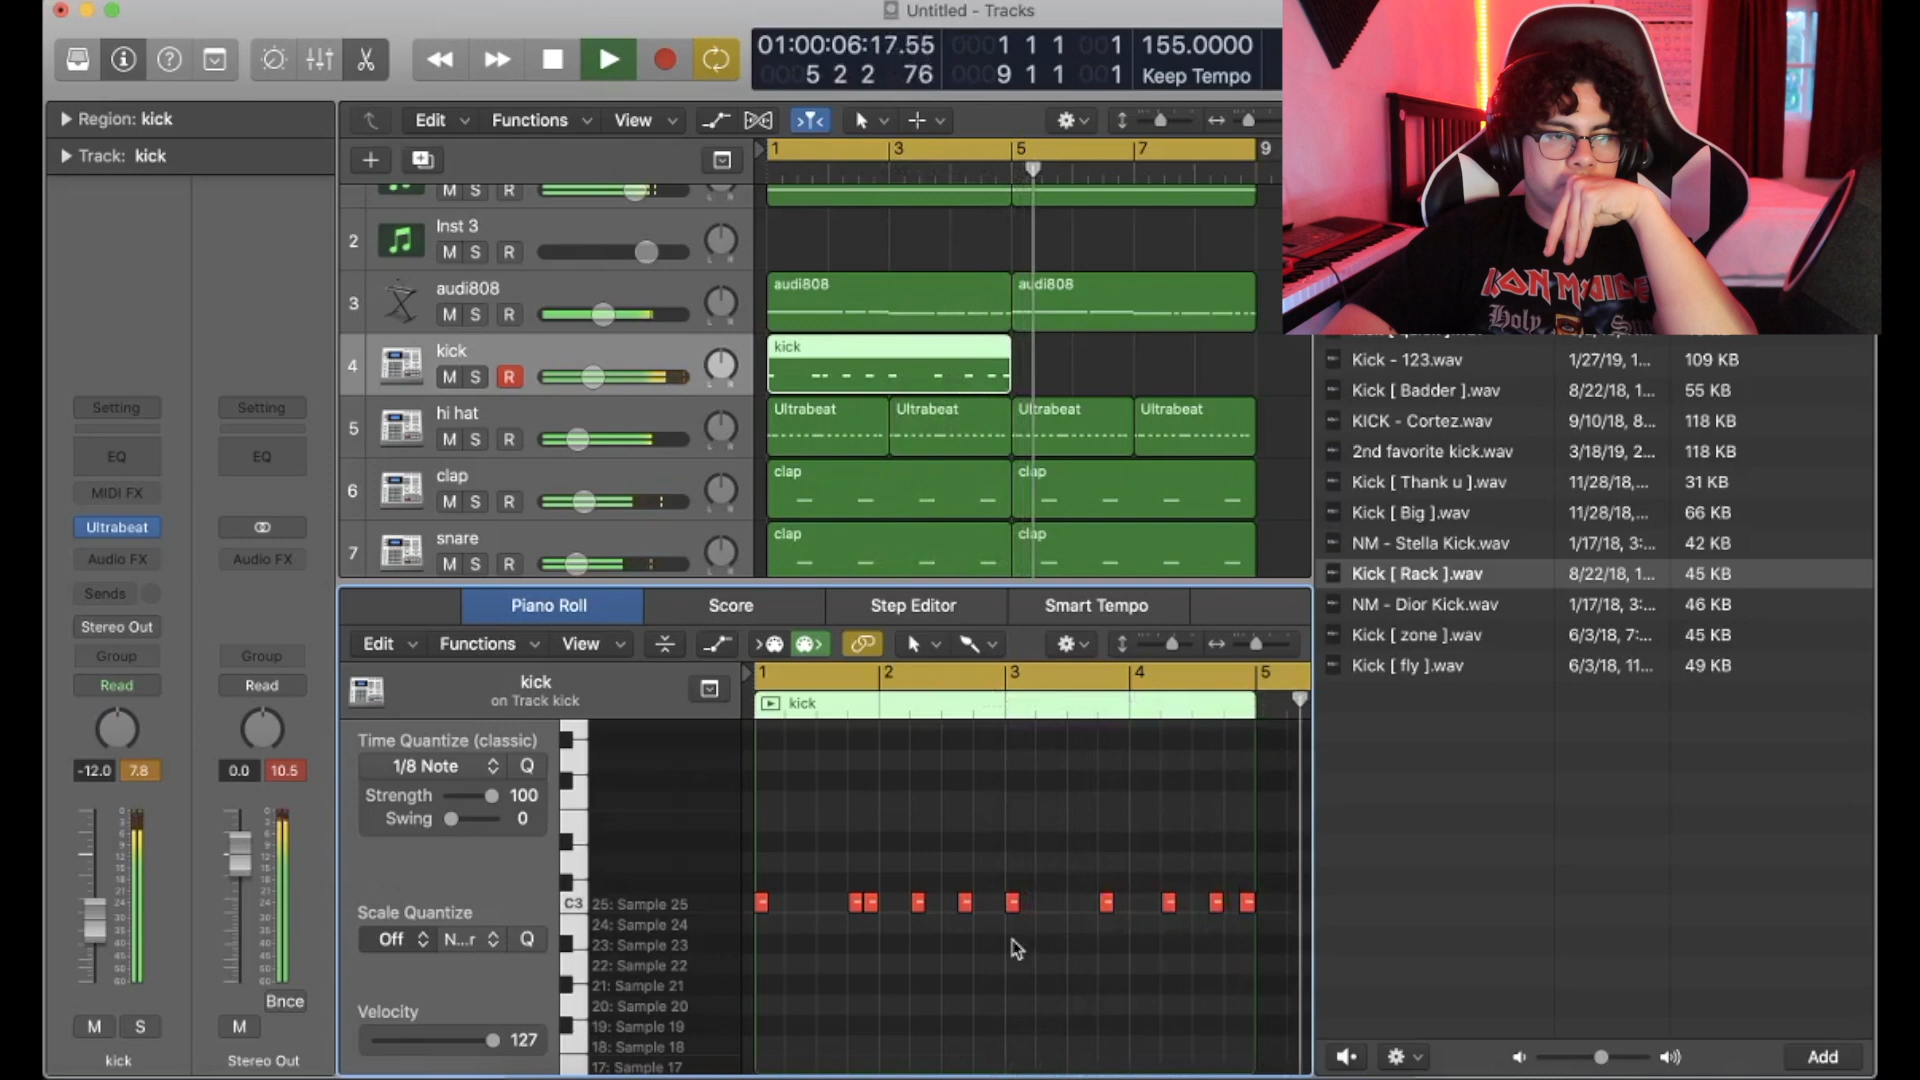 Untitled - Tracks
01:00:06:17.55
0001 1 1 001
155.0000
0005 2 2 76
0009 1 1 1
Keep Tempo
Region: kick
Edit
Functions
View
Track: kick
1
3
5
7
9
M S R
2
Inst 3
M S R
3
audi808
M S R
audi808
audi808
4
kick
M S R
kick
5
hi hat
M S R
Ultrabeat
Ultrabeat
Ultrabeat
Ultrabeat
6
clap
M S R
clap
clap
7
snare
M S R
clap
clap
IRON MAIDEN
Holy
Kick - 123.wav 1/27/19, 1... 109 KB
Kick [ Badder ].wav 8/22/18, 1... 55 KB
KICK - Cortez.wav 9/10/18, 8... 118 KB
2nd favorite kick.wav 3/18/19, 2... 118 KB
Kick [ Thank u ].wav 11/28/18,... 31 KB
Kick [ Big ].wav 11/28/18,... 66 KB
NM - Stella Kick.wav 1/17/18, 3:... 42 KB
Kick [ Rack ].wav 8/22/18, 1... 45 KB
NM - Dior Kick.wav 1/17/18, 3:... 46 KB
Kick [ zone ].wav 6/3/18, 7:... 45 KB
Kick [ fly ].wav 6/3/18, 11... 49 KB
Setting
Setting
EQ
EQ
MIDI FX
Ultrabeat
Audio FX
Audio FX
Sends
Stereo Out
Group
Group
Read
Read
-12.0 7.8
0.0 10.5
Bnce
M S
M
kick
Stereo Out
Piano Roll
Score
Step Editor
Smart Tempo
Edit
Functions
View
kick
on Track kick
1
2
3
4
5
kick
Time Quantize (classic)
1/8 Note
Q
Strength
100
Swing
0
Scale Quantize
Off
N...r
Q
Velocity
127
C3
25: Sample 25
24: Sample 24
23: Sample 23
22: Sample 22
21: Sample 21
20: Sample 20
19: Sample 19
18: Sample 18
17: Sample 17
Add